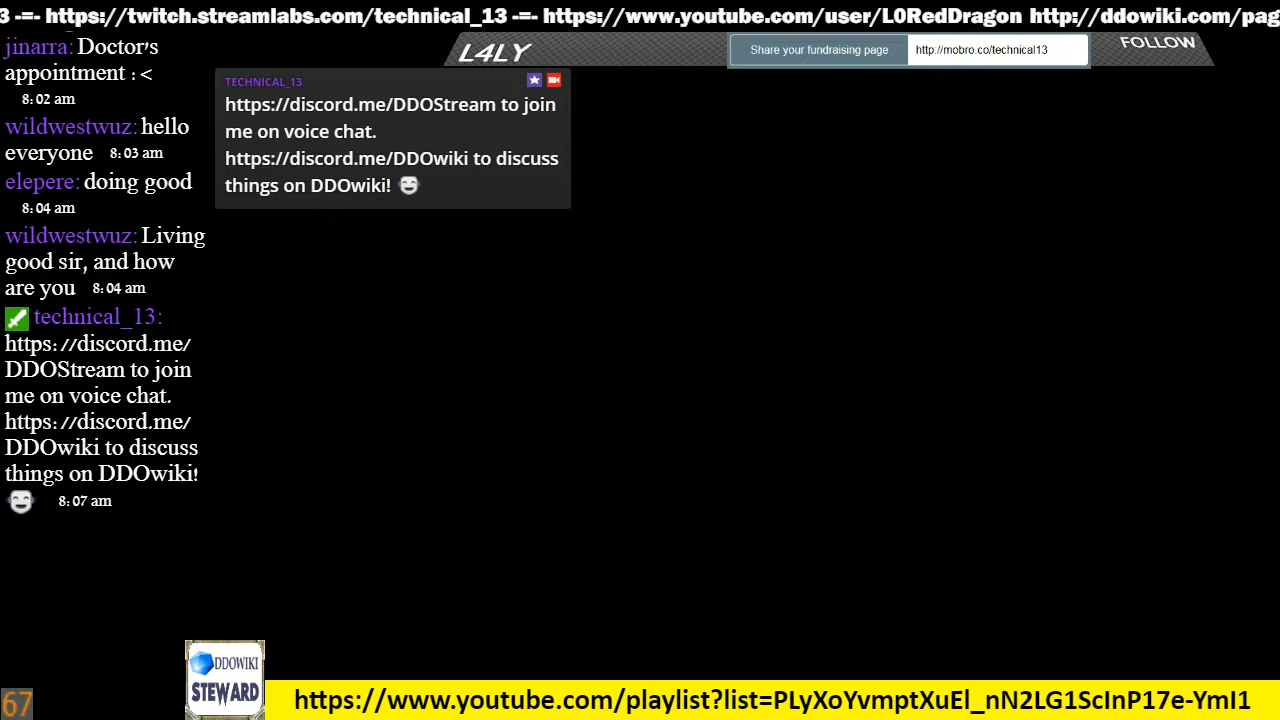 3 -=- https://twitch.streamlabs.com/technical_13 -=- https://www.youtube.com/user/L0RedDragon http://ddowiki.com/pag
jinarra: Doctor's
appointment :<
8:02 am
wildwestwuz: hello
everyone 8:03 am
elepere: doing good
8:04 am
wildwestwuz: Living
good sir, and how
are you 8:04 am
technical_13:
https://discord.me/
DDOStream to join
me on voice chat.
https://discord.me/
DDOwiki to discuss
things on DDOwiki!
8:07 am
L4LY
Share your fundraising page http://mobro.co/technical13
FOLLOW
TECHNICAL_13
https://discord.me/DDOStream to join
me on voice chat.
https://discord.me/DDOwiki to discuss
things on DDOwiki!
67
DDOWIKI
STEWARD
https://www.youtube.com/playlist?list=PLyXoYvmptXuEl_nN2LG1ScInP17e-YmI1